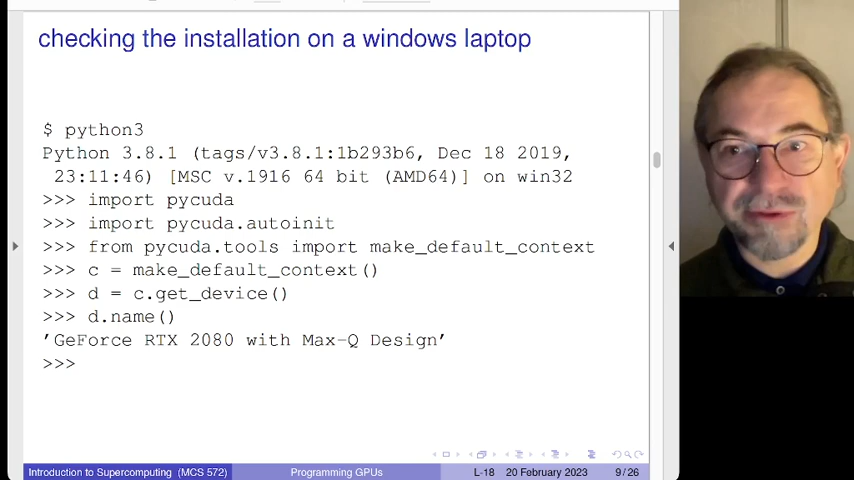 checking the installation on a windows laptop
$ python3
Python 3.8.1 (tags/v3.8.1:1b293b6, Dec 18 2019,
23:11:46) [MSC v.1916 64 bit (AMD64)] on win32
>>> import pycuda
>>> import pycuda.autoinit
>>> from pycuda.tools import make_default_context
>>> c = make_default_context()
>>> d = c.get_device()
>>> d.name()
'GeForce RTX 2080 with Max-Q Design'
>>>
Introduction to Supercomputing (MCS 572) Programming GPUs L-18 20 February 2023 9/26